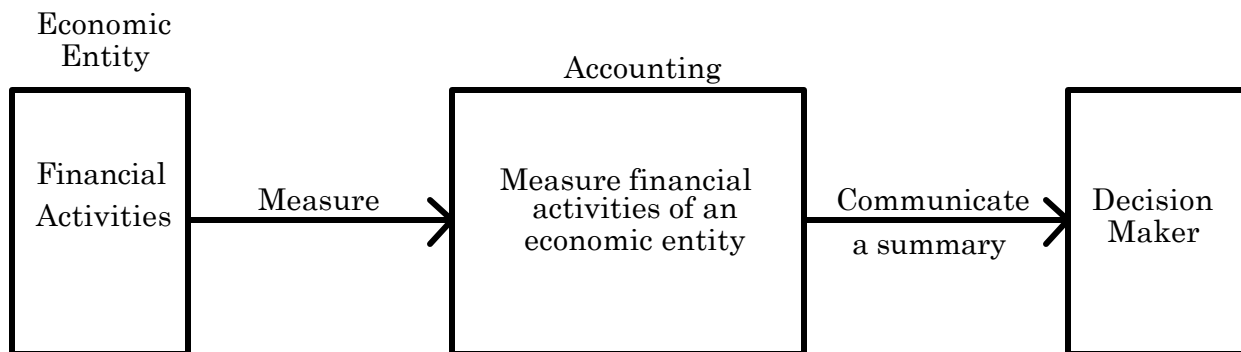 Economic
Entity
Financial
Activities
Measure
Accounting
Measure financial
activities of an
economic entity
Communicate
a summary
Decision
Maker